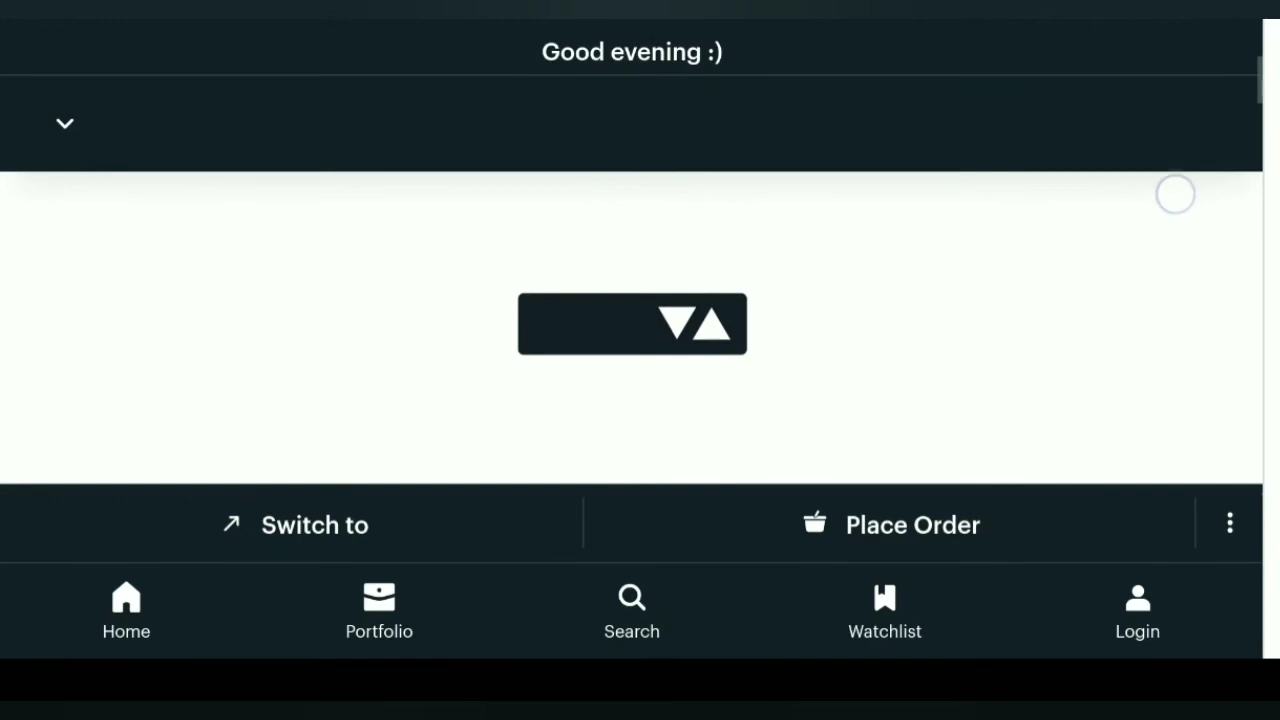 Good evening :)
Switch to
Place Order
Home
Portfolio
Search
Watchlist
Login